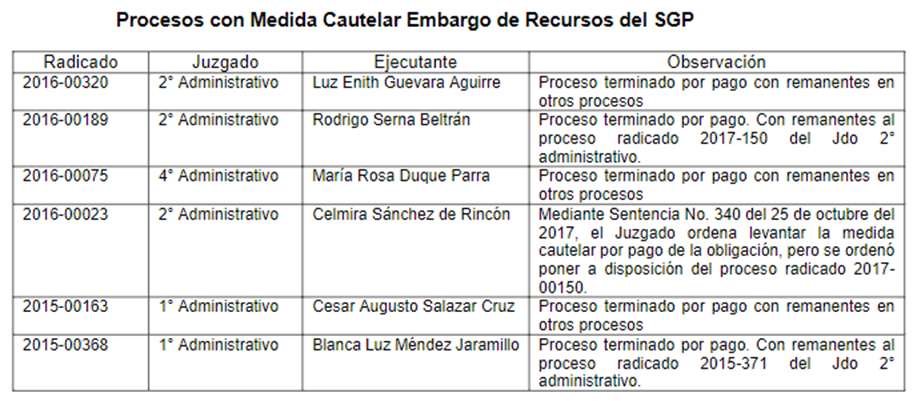 Procesos con Medida Cautelar Embargo de Recursos del SGP
Radicado Juzgado Ejecutante Observación
2016-00320 2° Administrativo Luz Enith Guevara Aguirre Proceso terminado por pago con remanentes en
otros procesos
2016-00189 2° Administrativo Rodrigo Serna Beltrán Proceso terminado por pago. Con remanentes al
proceso radicado 2017-150 del Jdo 2°
administrativo.
2016-00075 4° Administrativo María Rosa Duque Parra Proceso terminado por pago con remanentes en
otros procesos
2016-00023 2° Administrativo Celmira Sánchez de Rincón Mediante Sentencia No. 340 del 25 de octubre del
2017, el Juzgado ordena levantar la medida
cautelar por pago de la obligación, pero se ordenó
poner a disposición del proceso radicado 2017-
00150.
2015-00163 1° Administrativo Cesar Augusto Salazar Cruz Proceso terminado por pago con remanentes en
otros procesos
2015-00368 1° Administrativo Blanca Luz Méndez Jaramillo Proceso terminado por pago. Con remanentes al
proceso radicado 2015-371 del Jdo 2°
administrativo.